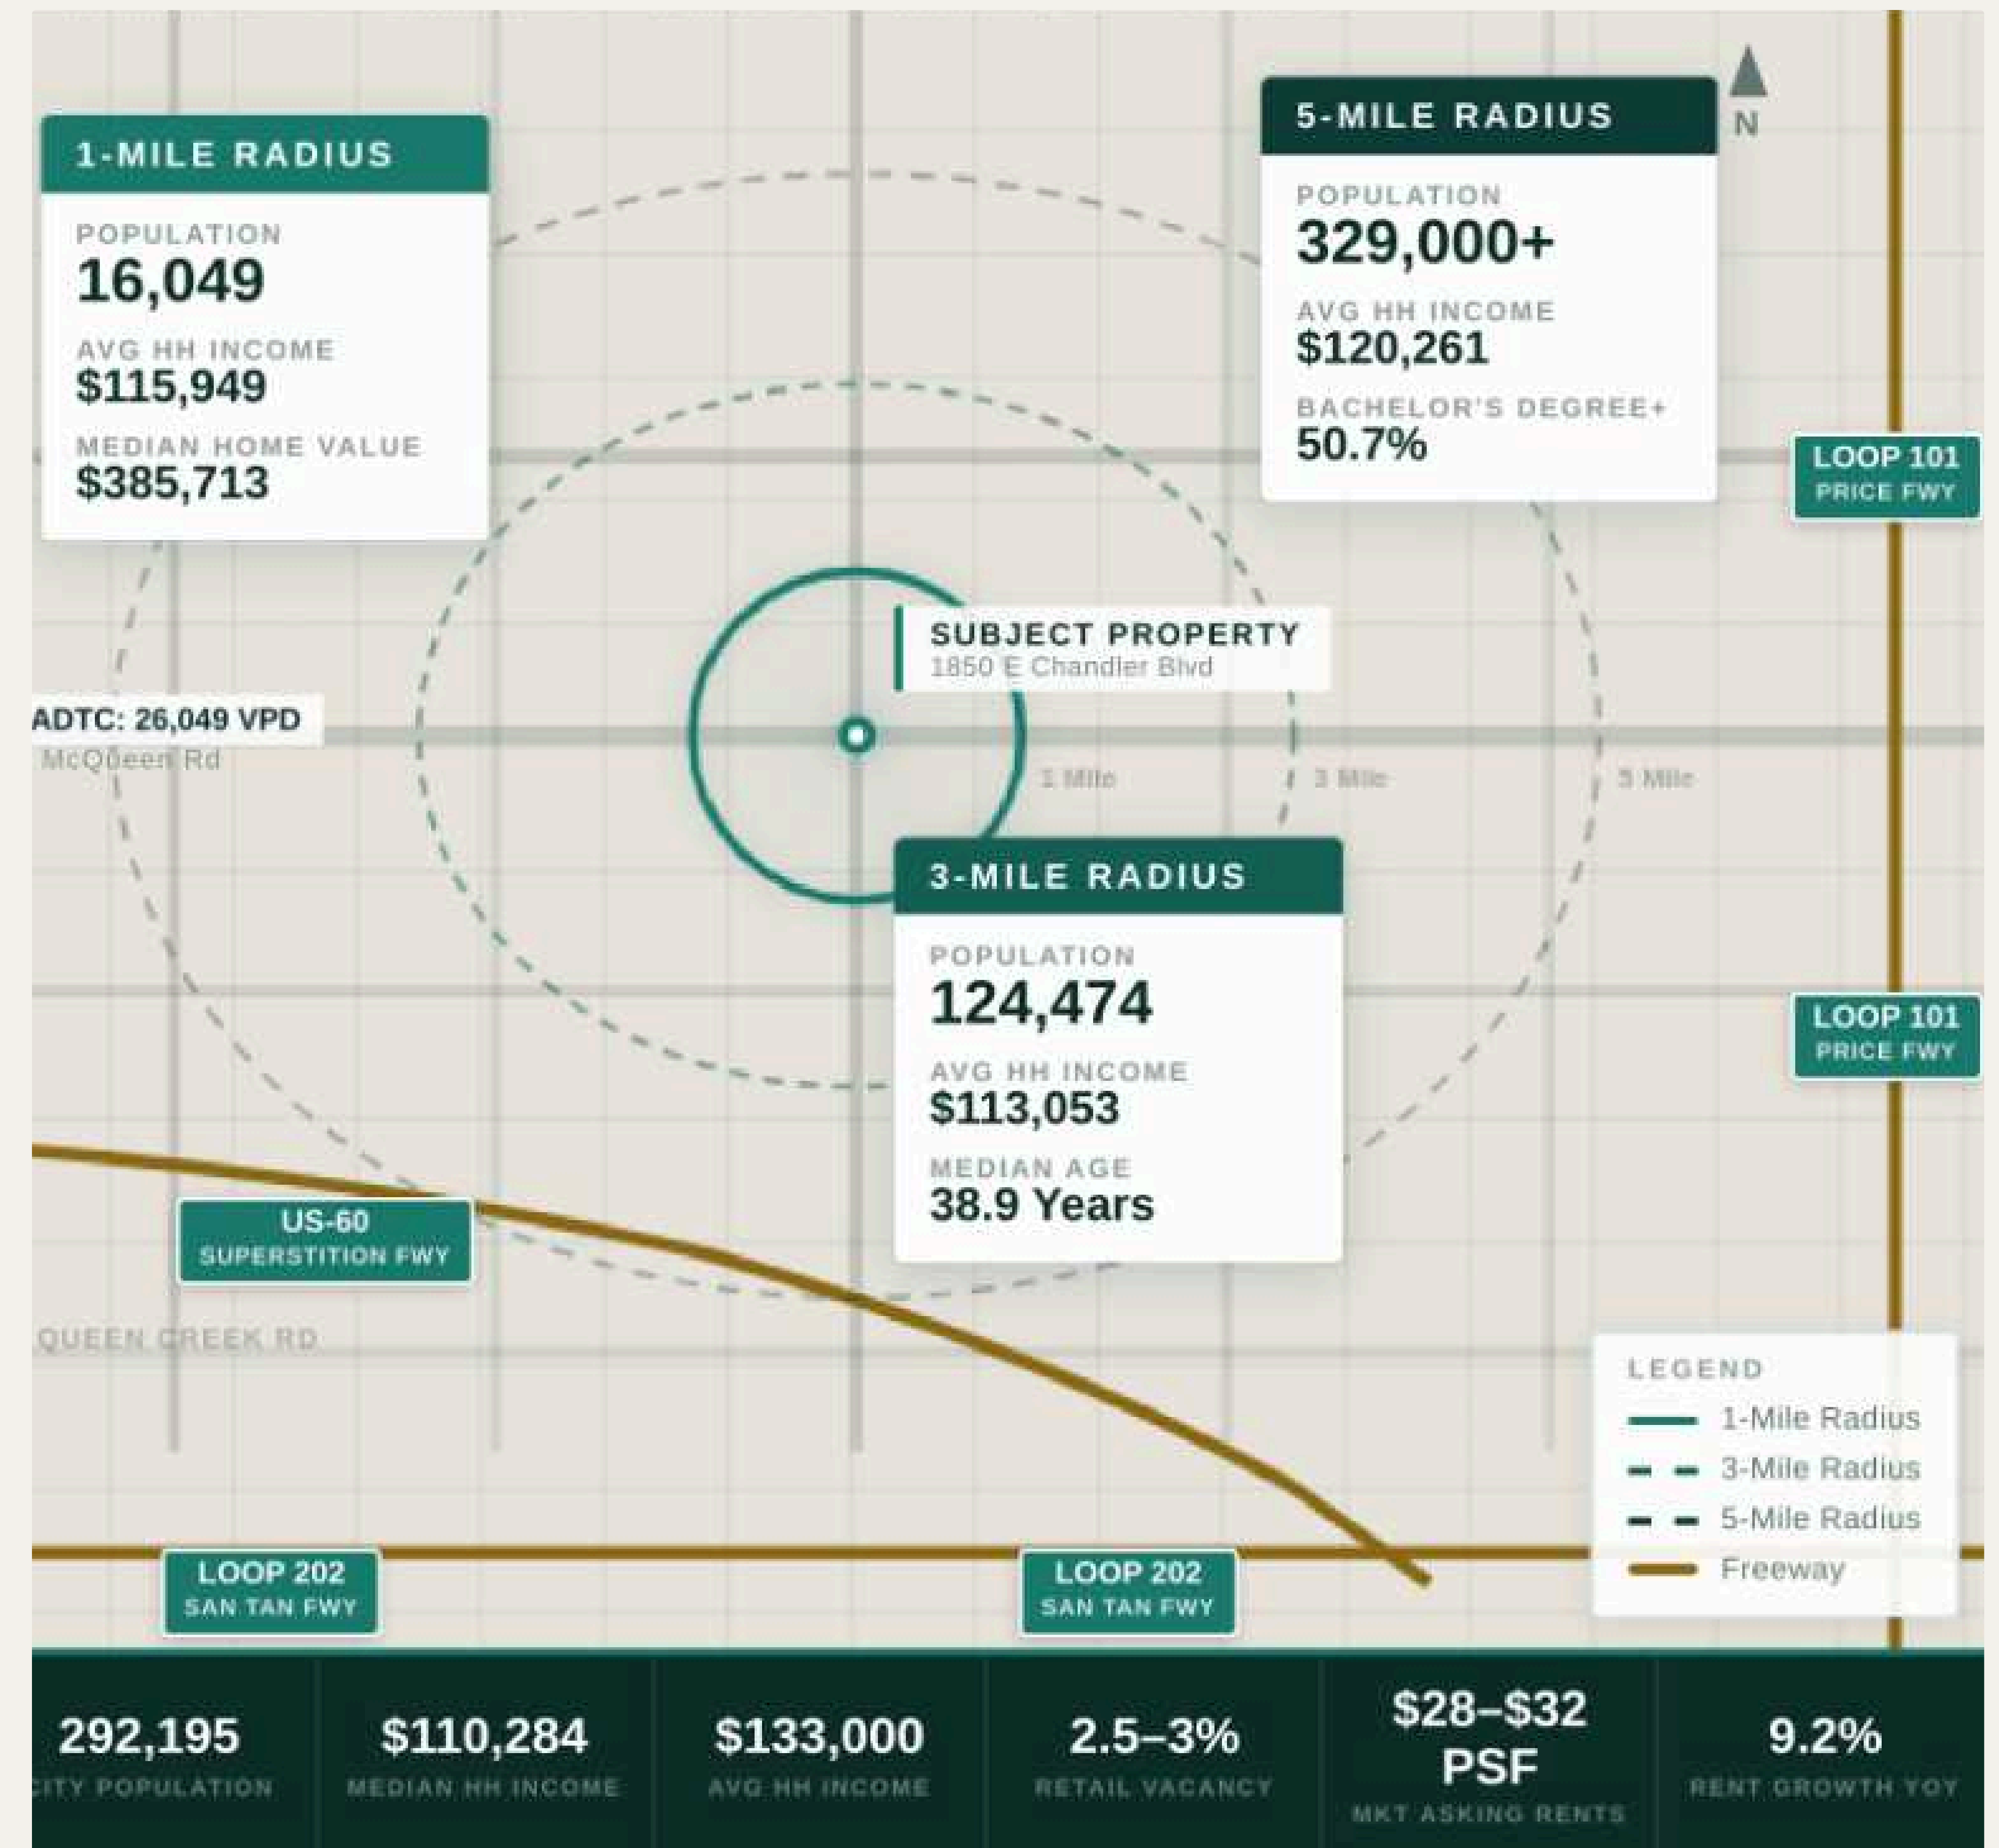 1-MILE RADIUS
POPULATION
16,049
AVG HH INCOME
$115,949
MEDIAN HOME VALUE
$385,713
5-MILE RADIUS
POPULATION
329,000+
AVG HH INCOME
$120,261
BACHELOR'S DEGREE+
50.7%
N
LOOP 101
PRICE FWY
SUBJECT PROPERTY
1850 E Chandler Blvd
ADTC: 26,049 VPD
McQueen Rd
1 Mile
3 Mile
5 Mile
3-MILE RADIUS
POPULATION
124,474
AVG HH INCOME
$113,053
MEDIAN AGE
38.9 Years
LOOP 101
PRICE FWY
US-60
SUPERSTITION FWY
QUEEN CREEK RD
LEGEND
1-Mile Radius
3-Mile Radius
5-Mile Radius
Freeway
LOOP 202
SAN TAN FWY
LOOP 202
SAN TAN FWY
292,195
CITY POPULATION
$110,284
MEDIAN HH INCOME
$133,000
AVG HH INCOME
2.5–3%
RETAIL VACANCY
$28–$32
PSF
MKT ASKING RENTS
9.2%
RENT GROWTH YOY